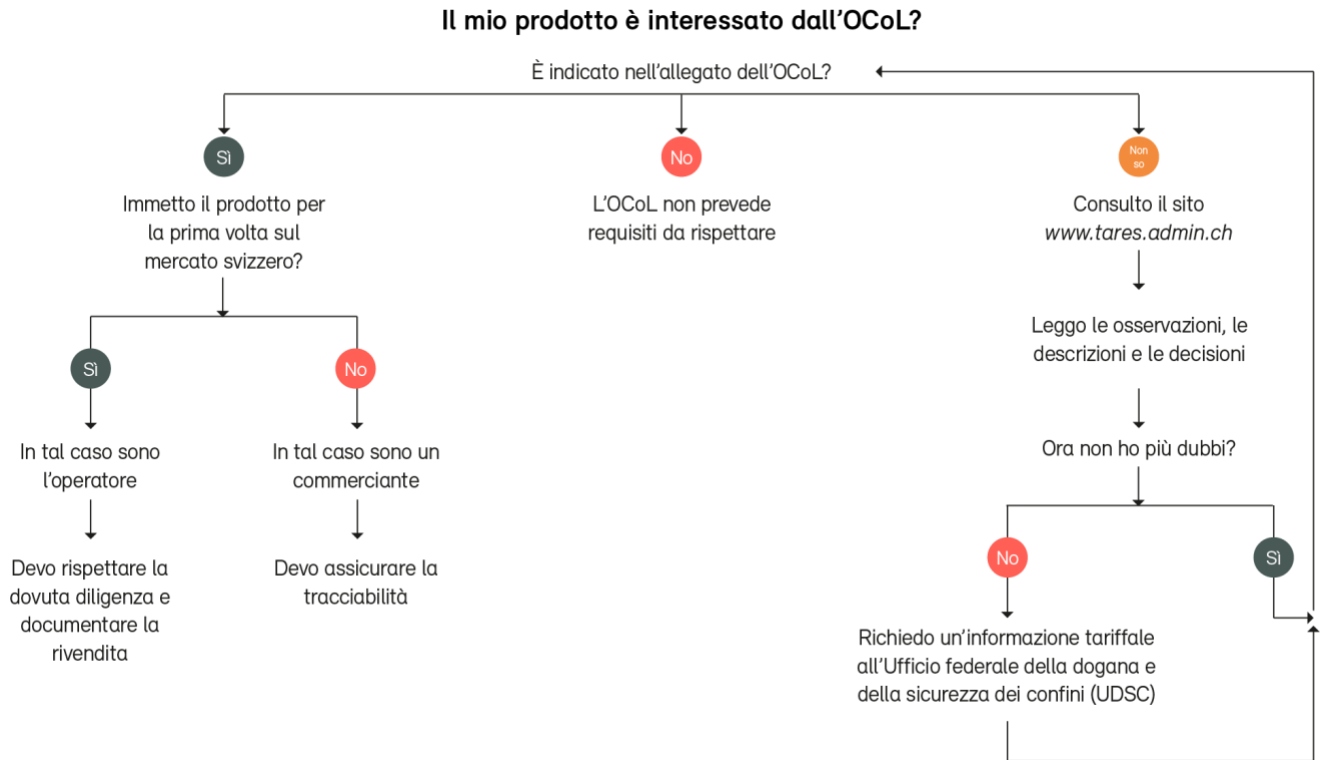 Il mio prodotto è interessato dall'OCoL?
È indicato nell'allegato dell'OCoL?
Sì
No
Non
so
Immetto il prodotto per
la prima volta sul
mercato svizzero?
L'OCoL non prevede
requisiti da rispettare
Consulto il sito
www.tares.admin.ch
Leggo le osservazioni, le
descrizioni e le decisioni
Sì
No
In tal caso sono
l'operatore
In tal caso sono un
commerciante
Ora non ho più dubbi?
Devo rispettare la
dovuta diligenza e
documentare la
rivendita
Devo assicurare la
tracciabilità
No
Sì
Richiedo un'informazione tariffale
all'Ufficio federale della dogana e
della sicurezza dei confini (UDSC)